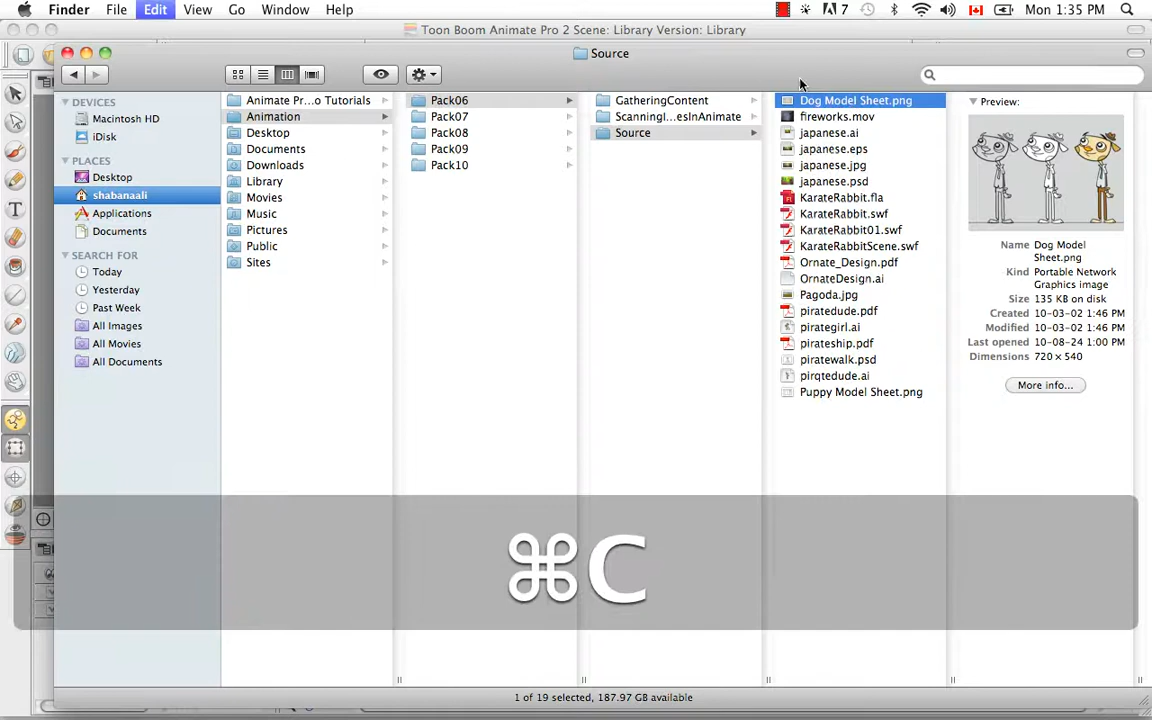 Finder File Edit View Go Animation Window Help
7 Mon 1:35 PM
Toon Boom Animate Pro 2 Scene: Library Version: Library
Source
DEVICES
Macintosh HD
iDisk
PLACES
Desktop
shabanaali
Applications
Documents
SEARCH FOR
Today
Yesterday
Past Week
All Images
All Movies
All Documents
Animate Pr...o Tutorials
Animation
Desktop
Documents
Downloads
Library
Movies
Music
Pictures
Public
Sites
Pack06
Pack07
Pack08
Pack09
Pack10
GatheringContent
ScanningI...esInAnimate
Source
Dog Model Sheet.png
fireworks.mov
japanese.ai
japanese.eps
japanese.jpg
japanese.psd
KarateRabbit.fla
KarateRabbit.swf
KarateRabbit01.swf
KarateRabbitScene.swf
Ornate_Design.pdf
OrnateDesign.ai
Pagoda.jpg
piratedude.pdf
pirategirl.ai
pirateship.pdf
piratewalk.psd
pirqtedude.ai
Puppy Model Sheet.png
Preview:
Name Dog Model
Sheet.png
Kind Portable Network
Graphics image
Size 135 KB on disk
Created 10-03-02 1:46 PM
Modified 10-03-02 1:46 PM
Last opened 10-08-24 1:00 PM
Dimensions 720 × 540
More info...
⌘C
1 of 19 selected, 187.97 GB available